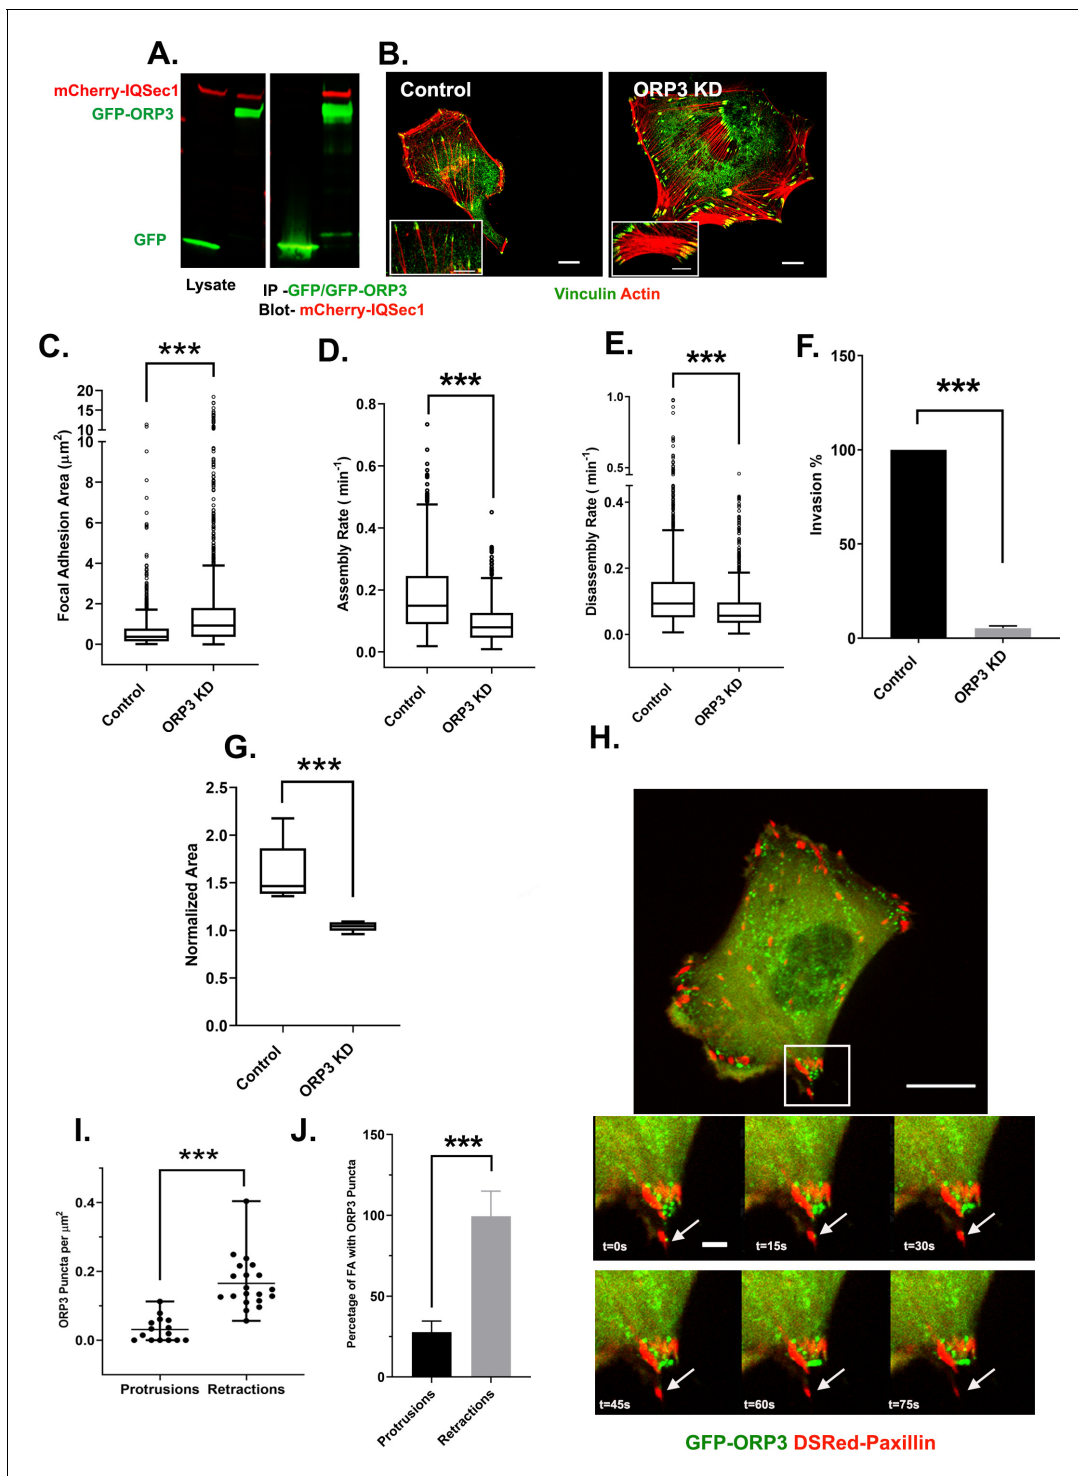 A.
mCherry-IQSec1
GFP-ORP3
GFP
Lysate
IP -GFP/GFP-ORP3
Blot- mCherry-IQSec1
B.
Control
ORP3 KD
Vinculin Actin
C.
***
Focal Adhesion Area (µm²)
20
15
10
10
8
6
4
2
0
Control
ORP3 KD
D.
***
Assembly Rate ( min⁻¹)
0.8
0.6
0.4
0.2
0.0
Control
ORP3 KD
E.
***
Disassembly Rate ( min⁻¹)
1.0
0.5
0.4
0.2
0.0
Control
ORP3 KD
F.
***
Invasion %
150
100
50
0
Control
ORP3 KD
G.
***
Normalized Area
2.5
2.0
1.5
1.0
0.5
0.0
Control
ORP3 KD
H.
t=0s
t=15s
t=30s
t=45s
t=60s
t=75s
GFP-ORP3 DSRed-Paxillin
I.
***
ORP3 Puncta per µm²
0.4
0.2
0.0
Protrusions
Retractions
J.
***
Percetage of FA with ORP3 Puncta
150
100
50
0
Protrusions
Retractions